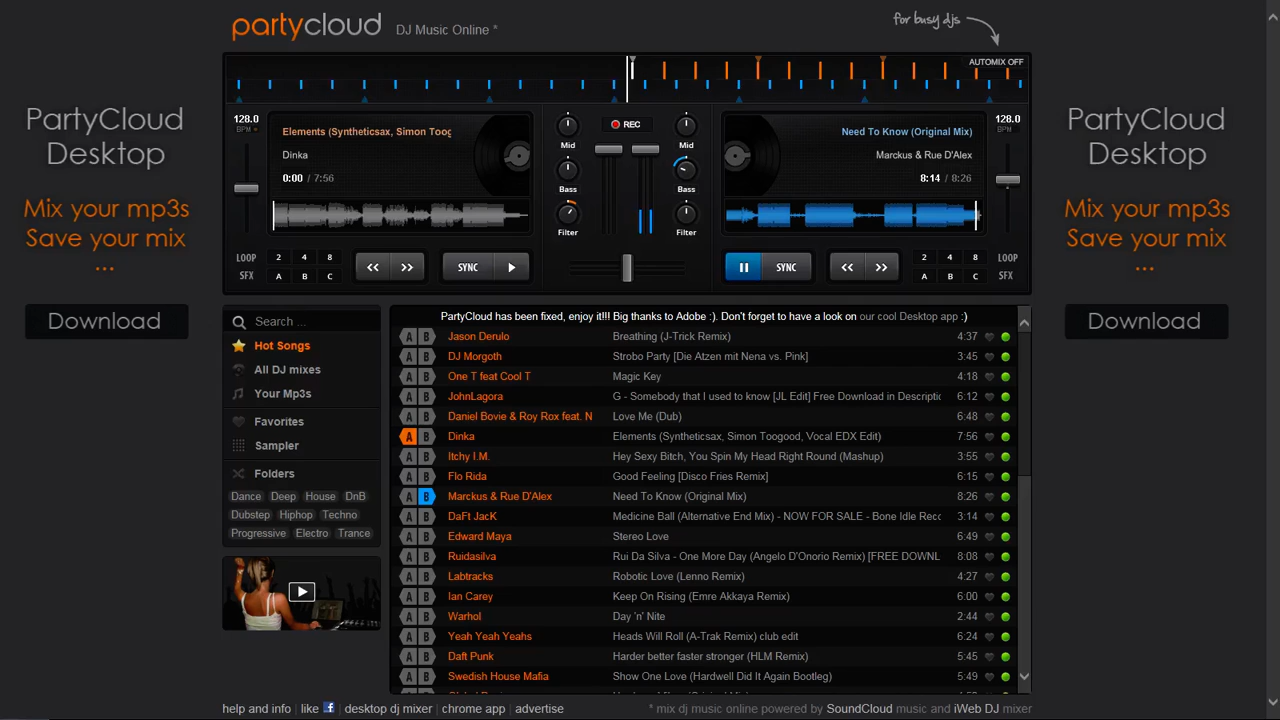 partycloud DJ Music Online *
for busy djs
AUTOMIX OFF
PartyCloud
Desktop
Mix your mp3s
Save your mix
...
Download
128.0
BPM
Elements (Syntheticsax, Simon Toog
Dinka
0:00 / 7:56
LOOP 2 4 8
SFX A B C
SYNC
REC
Mid Mid
Bass Bass
Filter Filter
Need To Know (Original Mix)
Marckus & Rue D'Alex
8:14 / 8:26
128.0
BPM
SYNC
2 4 8 LOOP
A B C SFX
PartyCloud
Desktop
Mix your mp3s
Save your mix
...
Download
Search ...
Hot Songs
All DJ mixes
Your Mp3s
Favorites
Sampler
Folders
Dance Deep House DnB
Dubstep Hiphop Techno
Progressive Electro Trance
PartyCloud has been fixed, enjoy it!!! Big thanks to Adobe :). Don't forget to have a look on our cool Desktop app :)
A B Jason Derulo Breathing (J-Trick Remix) 4:37
A B DJ Morgoth Strobo Party [Die Atzen mit Nena vs. Pink] 3:45
A B One T feat Cool T Magic Key 4:18
A B JohnLagora G - Somebody that I used to know [JL Edit] Free Download in Descriptio 6:12
A B Daniel Bovie & Roy Rox feat. N Love Me (Dub) 6:48
A B Dinka Elements (Syntheticsax, Simon Toogood, Vocal EDX Edit) 7:56
A B Itchy I.M. Hey Sexy Bitch, You Spin My Head Right Round (Mashup) 3:55
A B Flo Rida Good Feeling [Disco Fries Remix] 6:15
A B Marckus & Rue D'Alex Need To Know (Original Mix) 8:26
A B DaFt JacK Medicine Ball (Alternative End Mix) - NOW FOR SALE - Bone Idle Rec 3:14
A B Edward Maya Stereo Love 6:49
A B Ruidasilva Rui Da Silva - One More Day (Angelo D'Onorio Remix) [FREE DOWNL 8:08
A B Labtracks Robotic Love (Lenno Remix) 4:27
A B Ian Carey Keep On Rising (Emre Akkaya Remix) 6:00
A B Warhol Day 'n' Nite 2:44
A B Yeah Yeah Yeahs Heads Will Roll (A-Trak Remix) club edit 6:24
A B Daft Punk Harder better faster stronger (HLM Remix) 5:45
A B Swedish House Mafia Show One Love (Hardwell Did It Again Bootleg) 5:49
help and info | like f | desktop dj mixer | chrome app | advertise
* mix dj music online powered by SoundCloud music and iWeb DJ mixer